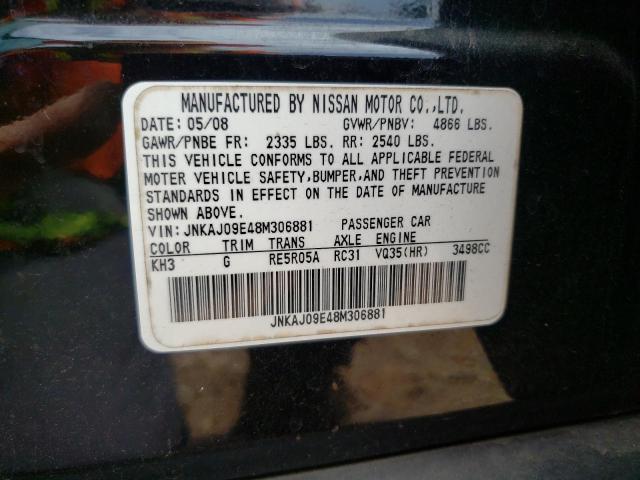 MANUFACTURED BY NISSAN MOTOR CO.,LTD.
DATE: 05/08 GVWR/PNBV: 4866 LBS.
GAWR/PNBE FR: 2335 LBS. RR: 2540 LBS.
THIS VEHICLE CONFORMS TO ALL APPLICABLE FEDERAL
MOTOR VEHICLE SAFETY,BUMPER,AND THEFT PREVENTION
STANDARDS IN EFFECT ON THE DATE OF MANUFACTURE
SHOWN ABOVE.
VIN: JNKAJ09E48M306881 PASSENGER CAR
COLOR TRIM TRANS AXLE ENGINE
KH3 G RE5R05A RC31 VQ35(HR) 3498CC
JNKAJ09E48M306881